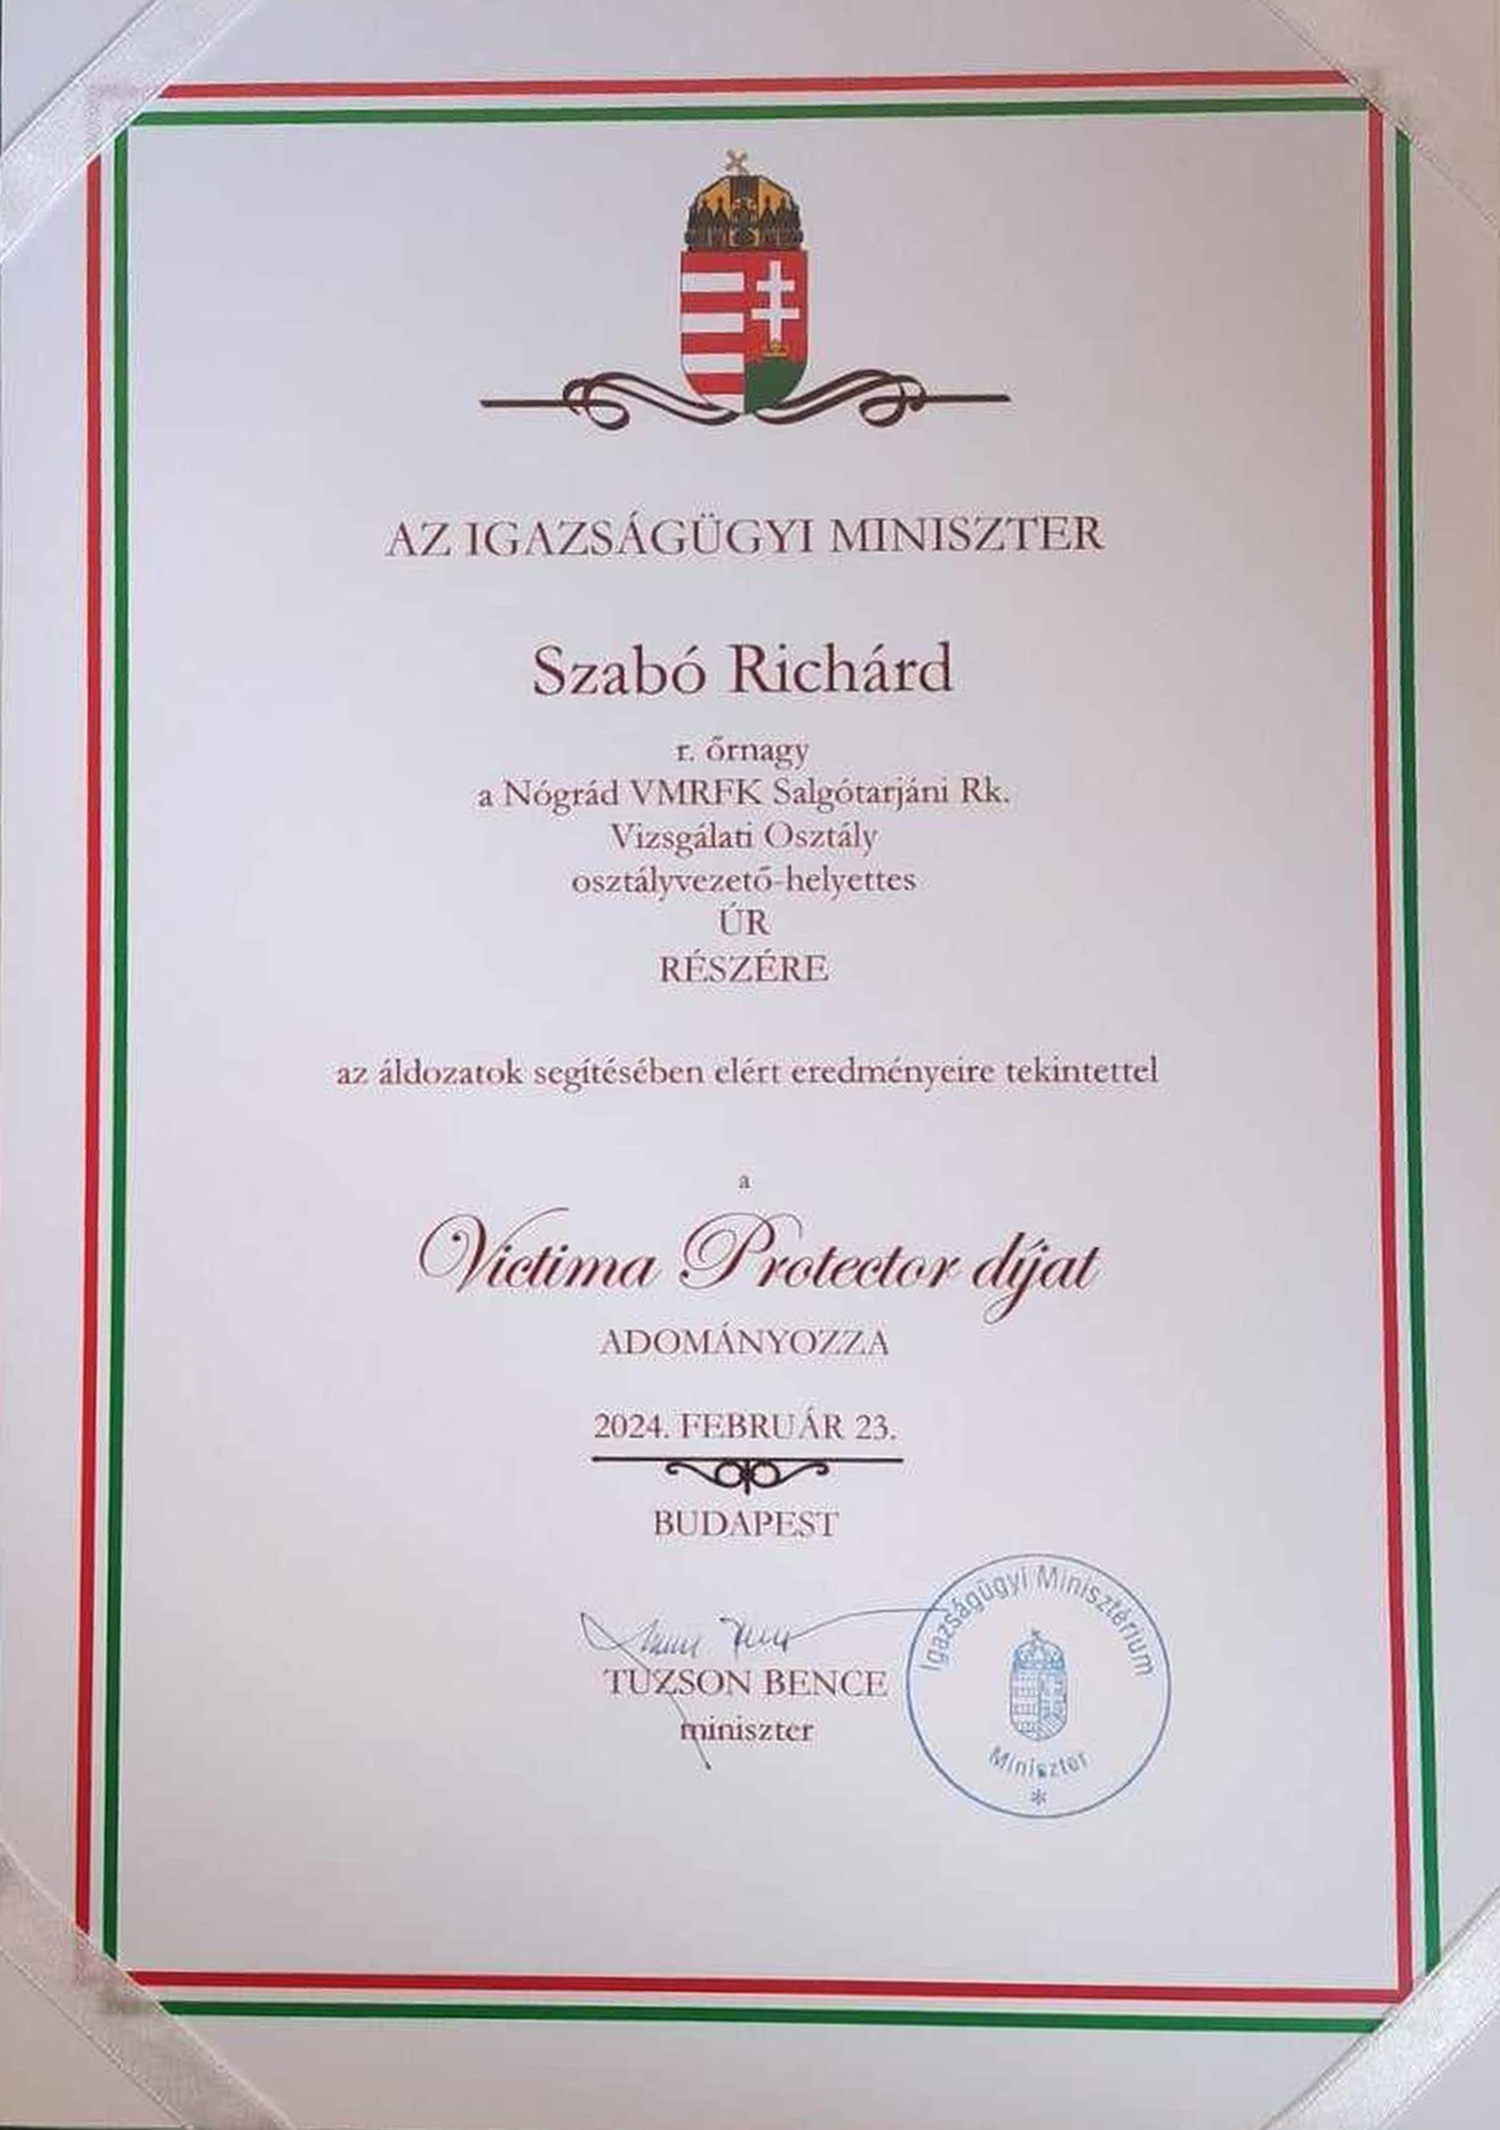 AZ IGAZSÁGÜGYI MINISZTER
Szabó Richárd
r. őrnagy
a Nógrád VMRFK Salgótarjáni Rk.
Vizsgálati Osztály
osztályvezető-helyettes
ÚR
RÉSZÉRE
az áldozatok segítésében elért eredményeire tekintettel
a
Victima Protector díjat
ADOMÁNYOZZA
2024. FEBRUÁR 23.
BUDAPEST
TUZSON BENCE
miniszter
Igazságügyi Minisztérium
Miniszter
*